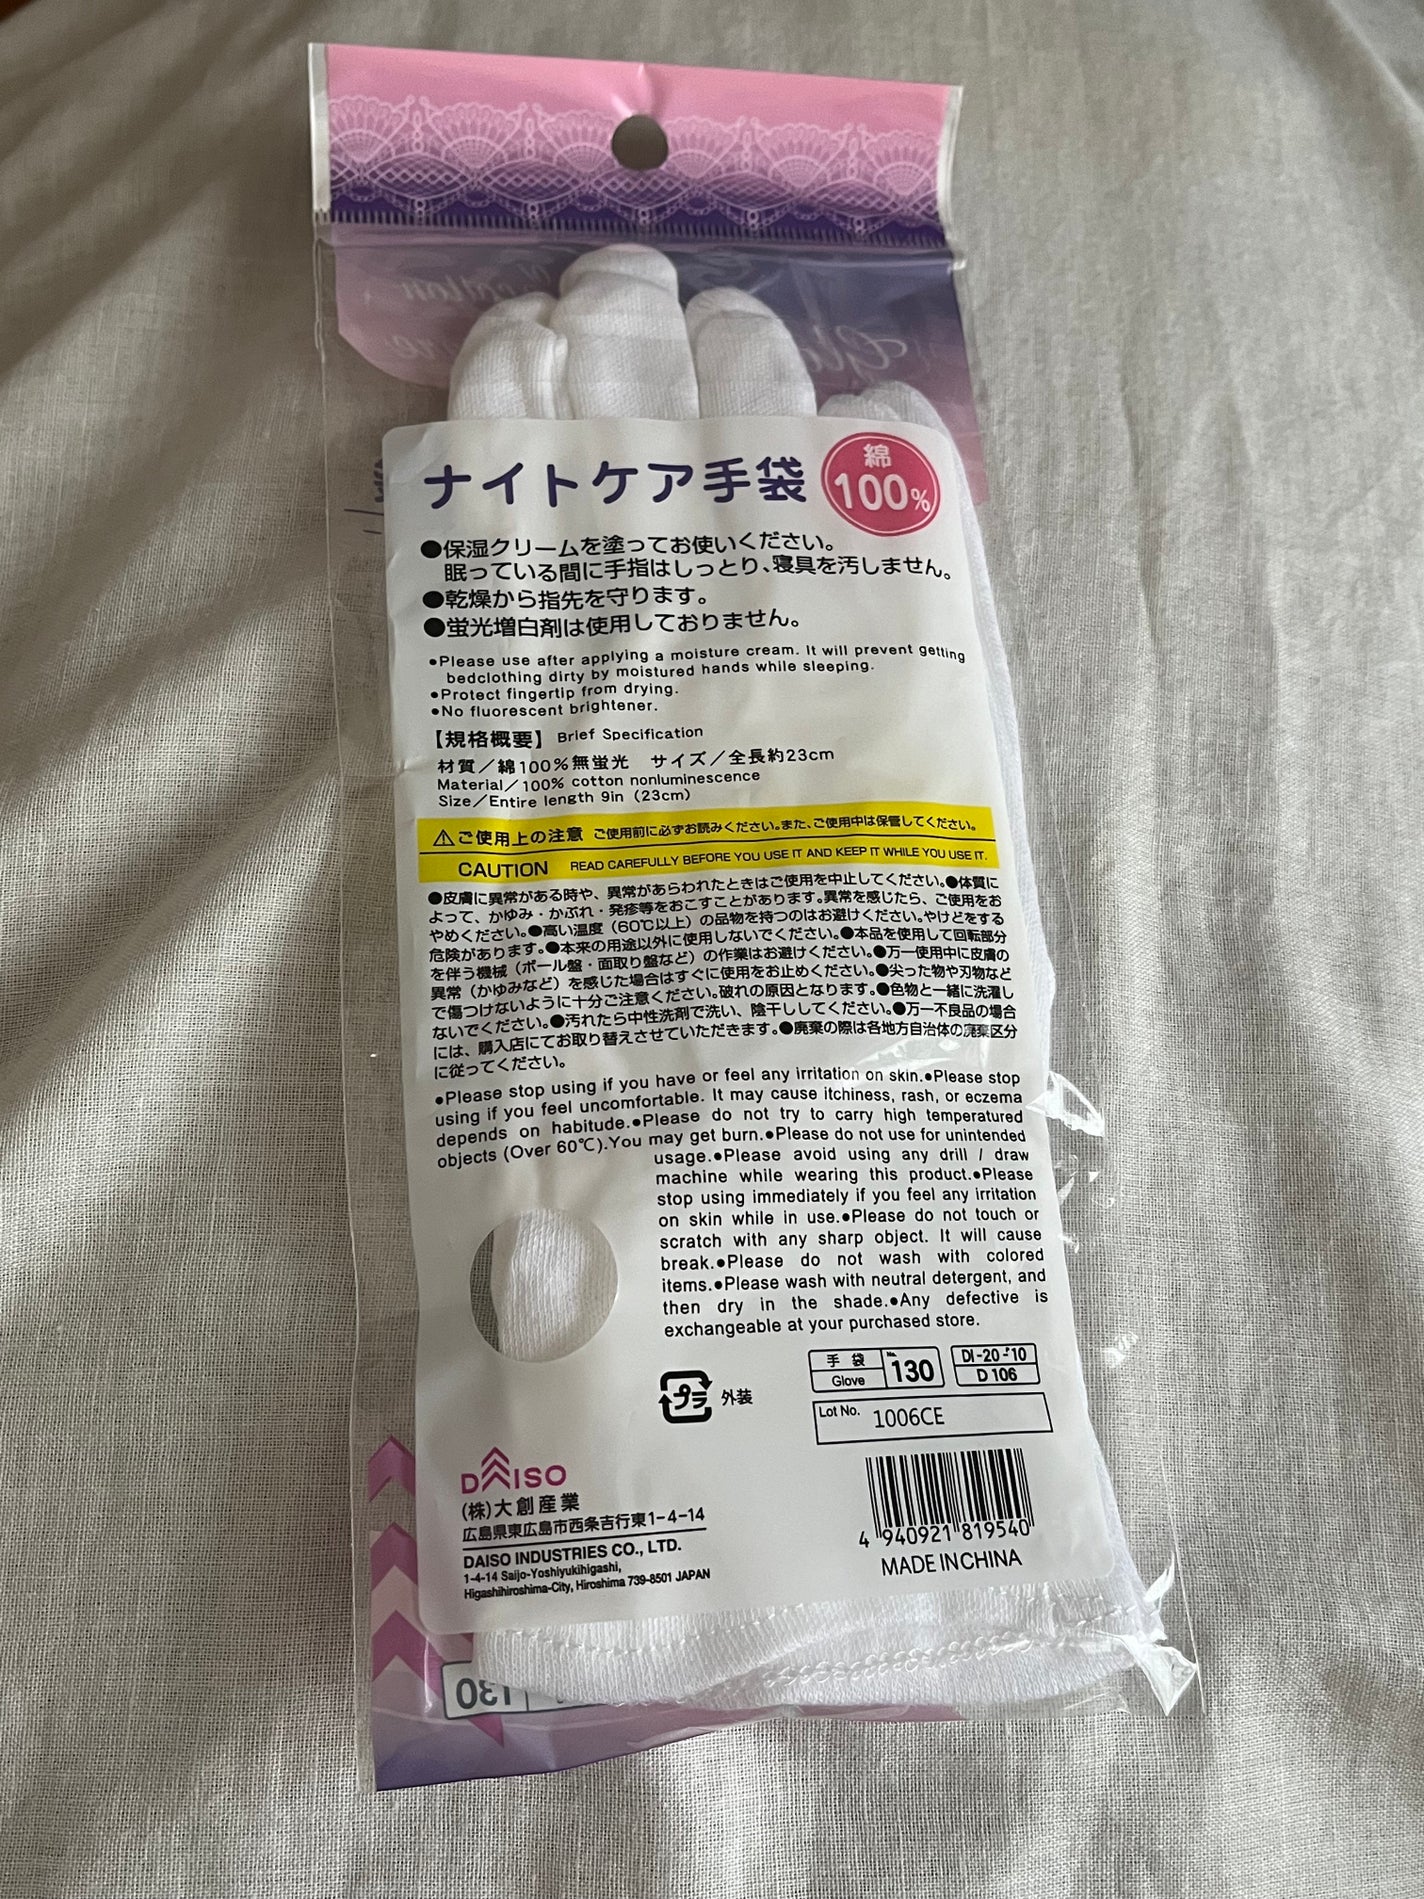 ナイトケア手袋
綿
100%
●保湿クリームを塗ってお使いください。
眠っている間に手指はしっとり、寝具を汚しません。
●乾燥から指先を守ります。
●蛍光増白剤は使用しておりません。
●Please use after applying a moisture cream. It will prevent getting
bedclothing dirty by moistured hands while sleeping.
●Protect fingertip from drying.
●No fluorescent brightener.
【規格概要】 Brief Specification
材質／綿100％無蛍光　サイズ／全長約23cm
Material／100% cotton nonluminescence
Size／Entire length 9in（23cm）
⚠ご使用上の注意　ご使用前に必ずお読みください。また、ご使用中は保管してください。
CAUTION READ CAREFULLY BEFORE YOU USE IT AND KEEP IT WHILE YOU USE IT.
●皮膚に異常がある時や、異常があらわれたときはご使用を中止してください。●体質に
よって、かゆみ・かぶれ・発疹等をおこすことがあります。異常を感じたら、ご使用をお
やめください。●高い温度（60℃以上）の品物を持つのはお避けください。やけどをする
危険があります。●本来の用途以外に使用しないでください。●本品を使用して回転部分
を伴う機械（ボール盤・面取り盤など）の作業はお避けください。●万一使用中に皮膚の
異常（かゆみなど）を感じた場合はすぐに使用をお止めください。●尖った物や刃物など
で傷つけないように十分ご注意ください。破れの原因となります。●色物と一緒に洗濯し
ないでください。●汚れたら中性洗剤で洗い、陰干ししてください。●万一不良品の場合
には、購入店にてお取り替えさせていただきます。●廃棄の際は各地方自治体の廃棄区分
に従ってください。
●Please stop using if you have or feel any irritation on skin.●Please stop
using if you feel uncomfortable. It may cause itchiness, rash, or eczema
depends on habitude.●Please do not try to carry high temperatured
objects (Over 60℃).You may get burn.●Please do not use for unintended
usage.●Please avoid using any drill / draw
machine while wearing this product.●Please
stop using immediately if you feel any irritation
on skin while in use.●Please do not touch or
scratch with any sharp object. It will cause
break.●Please do not wash with colored
items.●Please wash with neutral detergent, and
then dry in the shade.●Any defective is
exchangeable at your purchased store.
プラ 外装
手袋 Glove No. 130
DI-20-'10
D 106
Lot No. 1006CE
DAISO
(株)大創産業
広島県東広島市西条吉行東1-4-14
DAISO INDUSTRIES CO., LTD.
1-4-14 Saijo-Yoshiyukihigashi,
Higashihiroshima-City, Hiroshima 739-8501 JAPAN
4 940921 819540
MADE IN CHINA
130